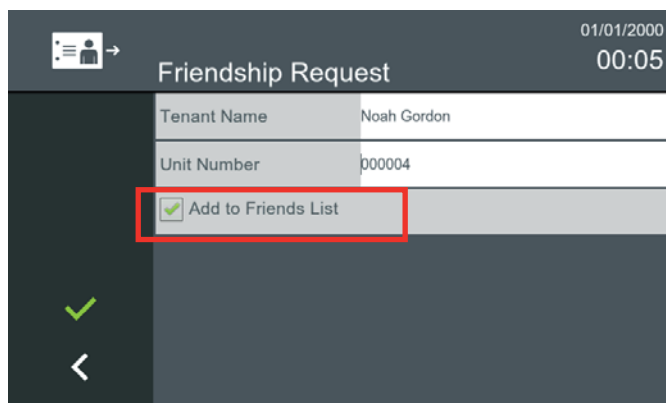 01/01/2000
00:05
Friendship Request
Tenant Name Noah Gordon
Unit Number 000004
Add to Friends List